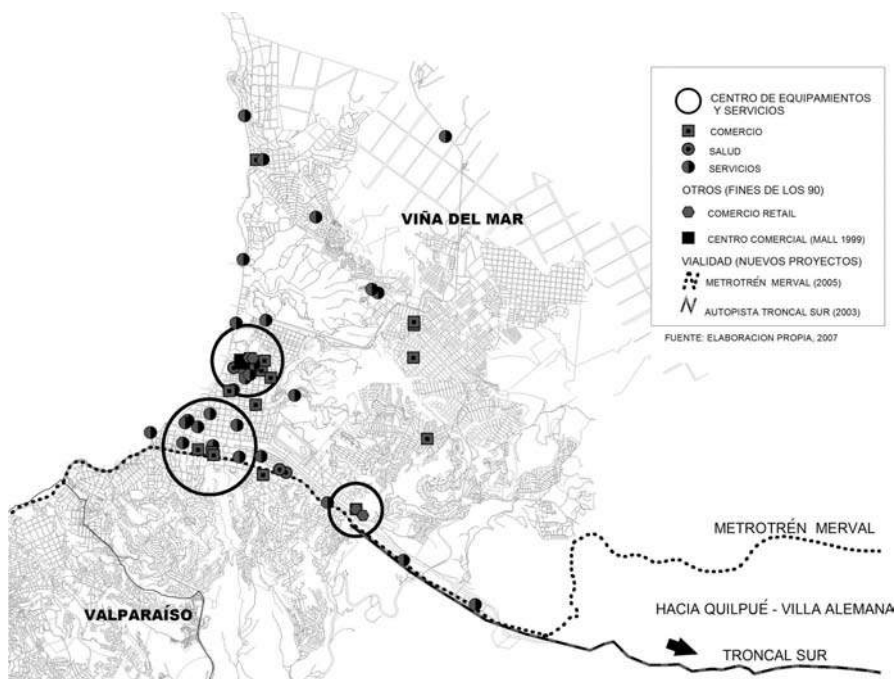 CENTRO DE EQUIPAMIENTOS
Y SERVICIOS
COMERCIO
SALUD
SERVICIOS
OTROS (FINES DE LOS 90)
COMERCIO RETAIL
CENTRO COMERCIAL (MALL 1999)
VIALIDAD (NUEVOS PROYECTOS)
METROTRÉN MERVAL (2005)
AUTOPISTA TRONCAL SUR (2003)
FUENTE: ELABORACION PROPIA, 2007
VIÑA DEL MAR
METROTRÉN MERVAL
VALPARAÍSO
HACIA QUILPUÉ - VILLA ALEMANA
TRONCAL SUR